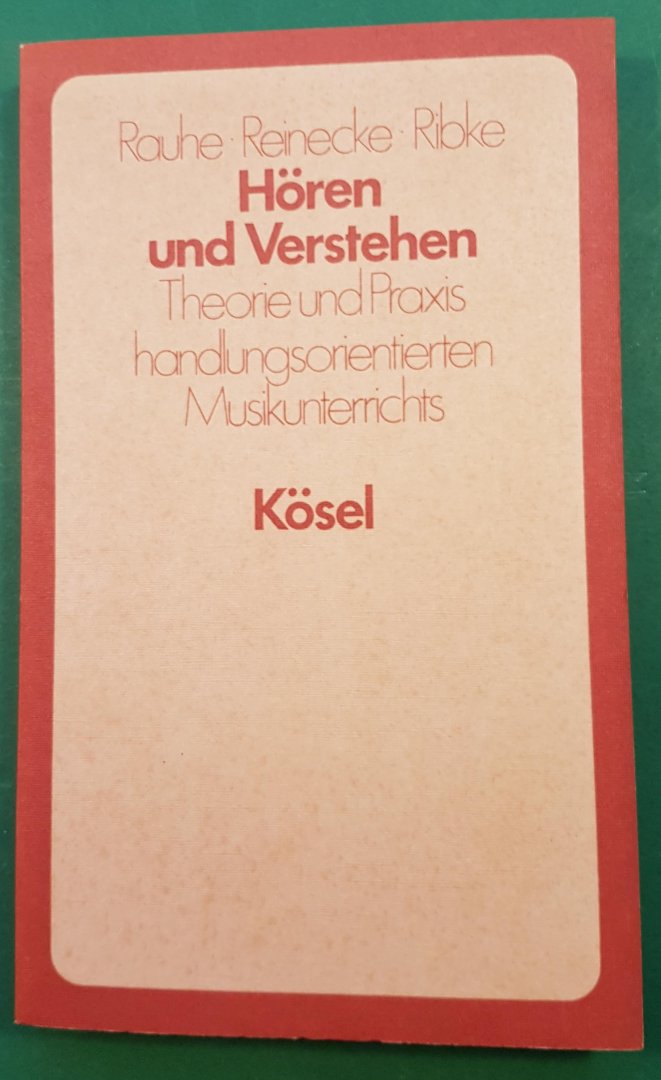 Rauhe · Reinecke · Ribke
Hören
und Verstehen
Theorie und Praxis
handlungsorientierten
Musikunterrichts
Kösel